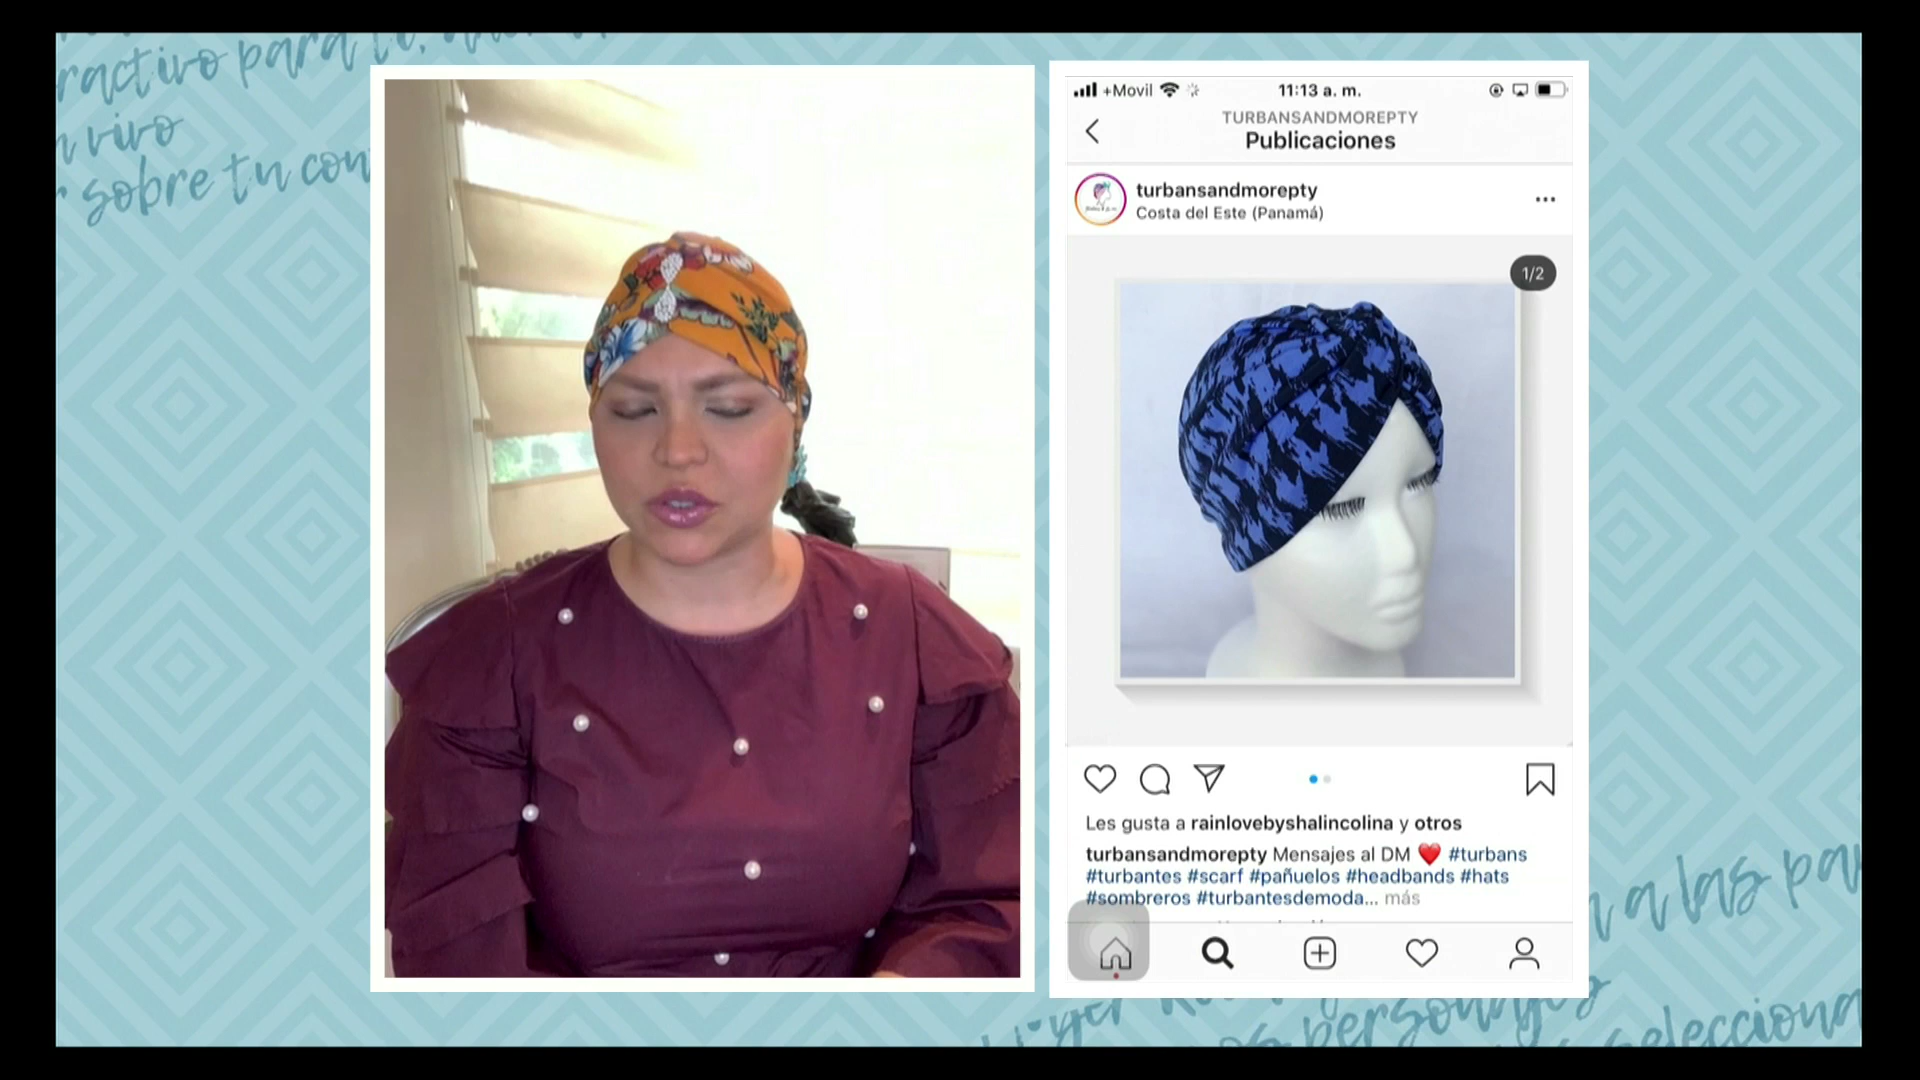 ractivo para ti,
n vivo
sobre tu con
+Movil
11:13 a. m.
TURBANSANDMOREPTY
Publicaciones
turbansandmorepty
Costa del Este (Panamá)
1/2
Les gusta a rainlovebyshalincolina y otros
turbansandmorepty Mensajes al DM ❤️ #turbans
#turbantes #scarf #pañuelos #headbands #hats
#sombreros #turbantesdemoda... más
a las pa
personajes
selecciona